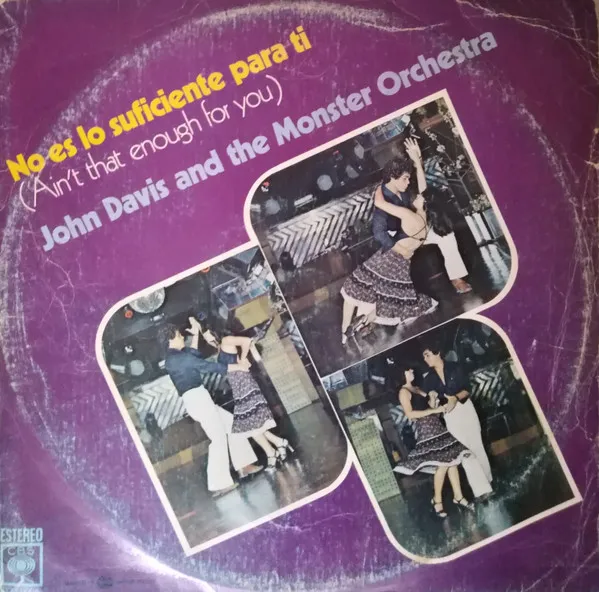 No es lo suficiente para ti
(Ain't that enough for you)
John Davis and the Monster Orchestra
ESTEREO
CBS